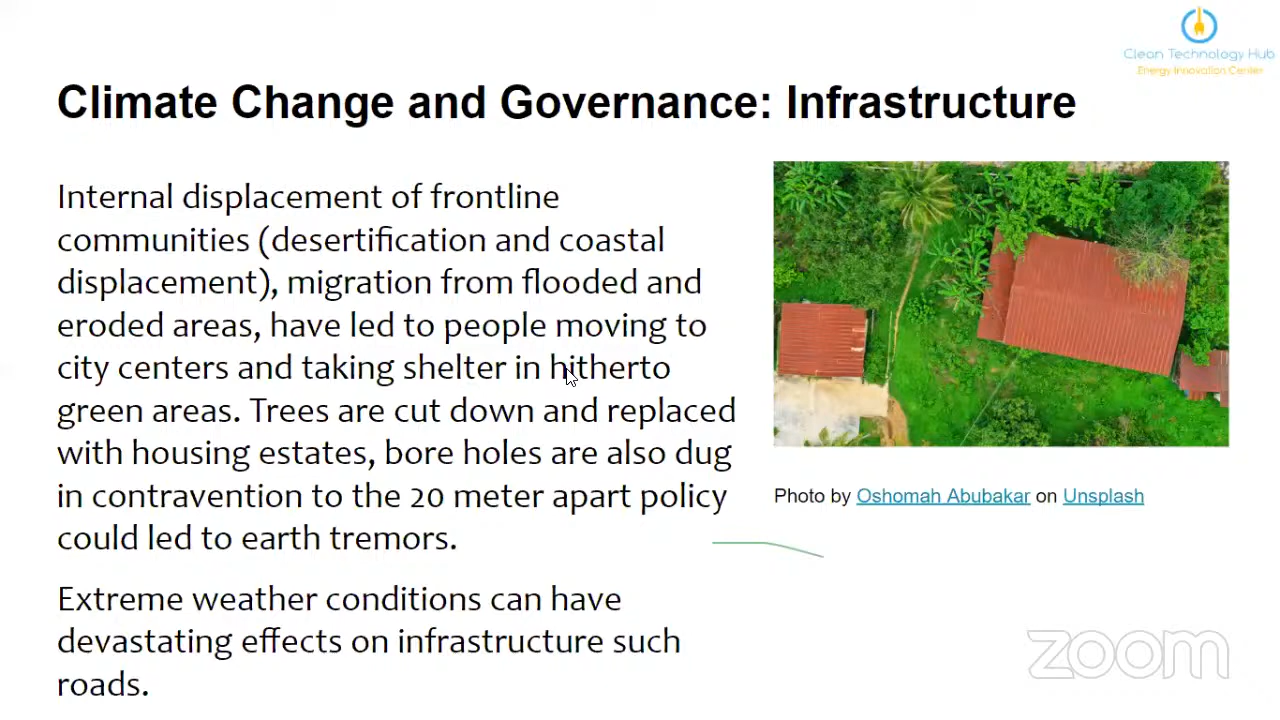 Clean Technology Hub
Energy Innovation Center
Climate Change and Governance: Infrastructure
Internal displacement of frontline
communities (desertification and coastal
displacement), migration from flooded and
eroded areas, have led to people moving to
city centers and taking shelter in hitherto
green areas. Trees are cut down and replaced
with housing estates, bore holes are also dug
in contravention to the 20 meter apart policy
could led to earth tremors.
Extreme weather conditions can have
devastating effects on infrastructure such
roads.
Photo by Oshomah Abubakar on Unsplash
zoom